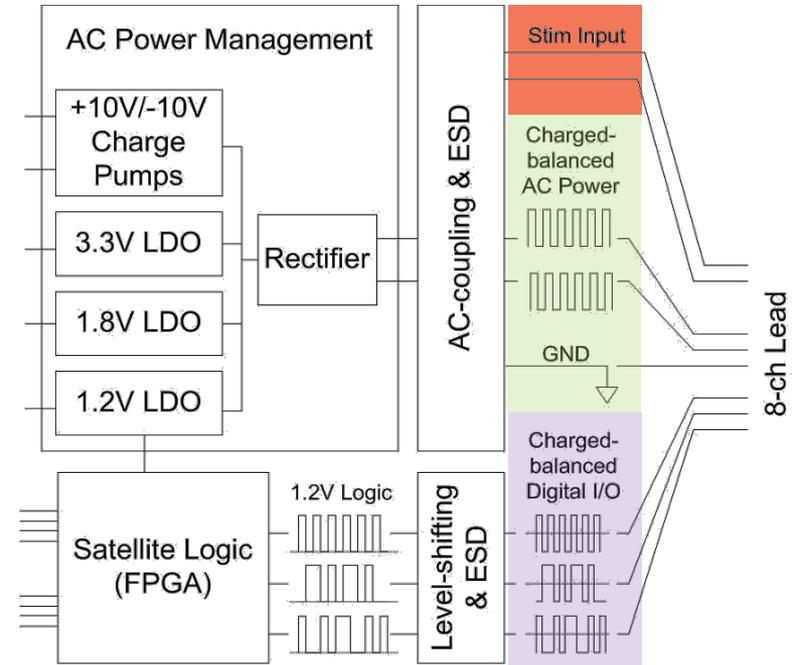 AC Power Management
+10V/-10V
Charge
Pumps
3.3V LDO
1.8V LDO
1.2V LDO
Rectifier
AC-coupling & ESD
Stim Input
Charged-
balanced
AC Power
GND
8-ch Lead
Satellite Logic
(FPGA)
1.2V Logic
Level-shifting
& ESD
Charged-
balanced
Digital I/O